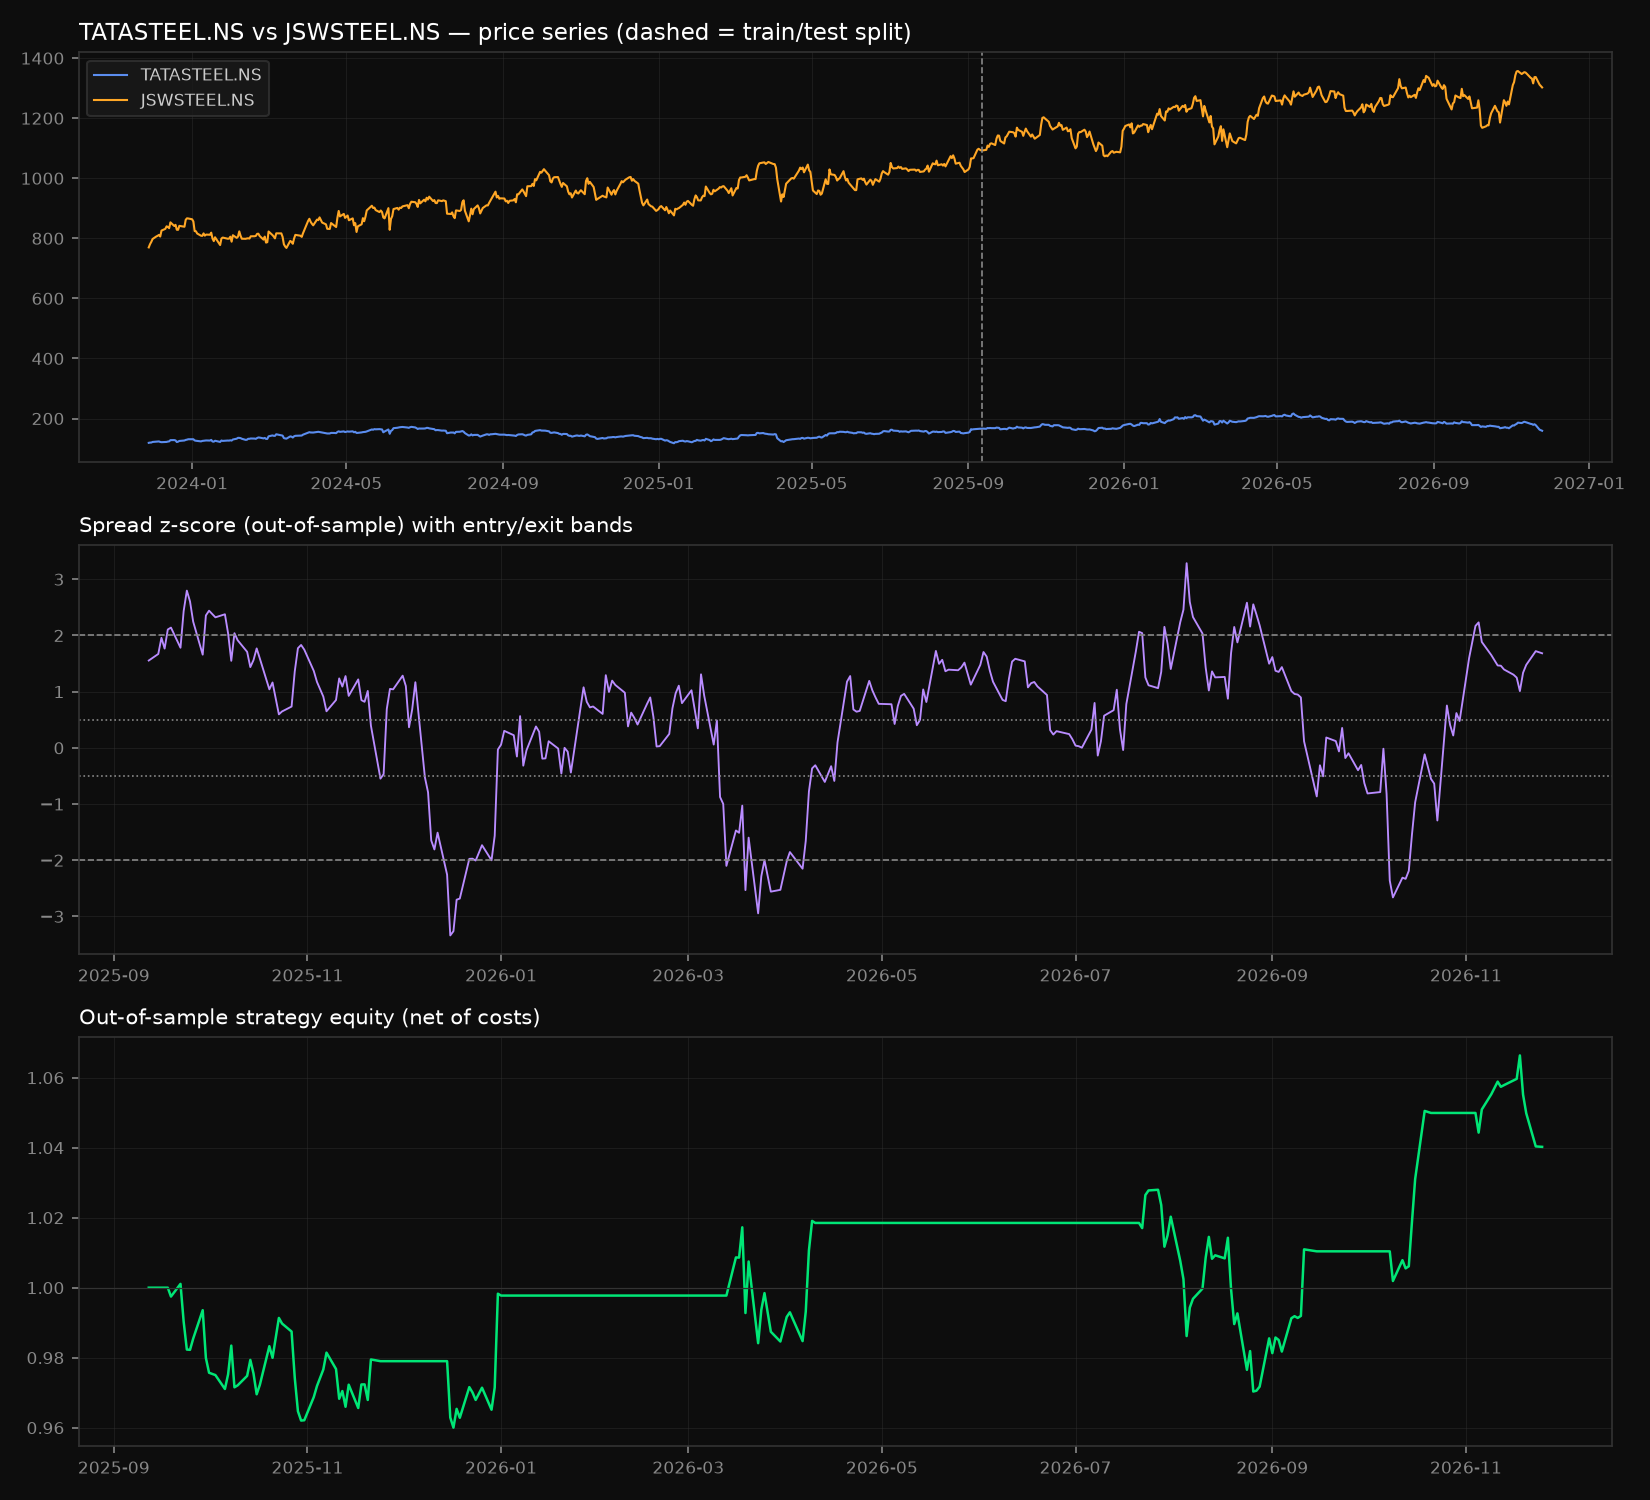 TATASTEEL.NS vs JSWSTEEL.NS — price series (dashed = train/test split)
1400
1200
1000
800
600
400
200
TATASTEEL.NS
JSWSTEEL.NS
2024-01 2024-05 2024-09 2025-01 2025-05 2025-09 2026-01 2026-05 2026-09 2027-01
Spread z-score (out-of-sample) with entry/exit bands
3
2
1
0
−1
−2
−3
2025-09 2025-11 2026-01 2026-03 2026-05 2026-07 2026-09 2026-11
Out-of-sample strategy equity (net of costs)
1.06
1.04
1.02
1.00
0.98
0.96
2025-09 2025-11 2026-01 2026-03 2026-05 2026-07 2026-09 2026-11